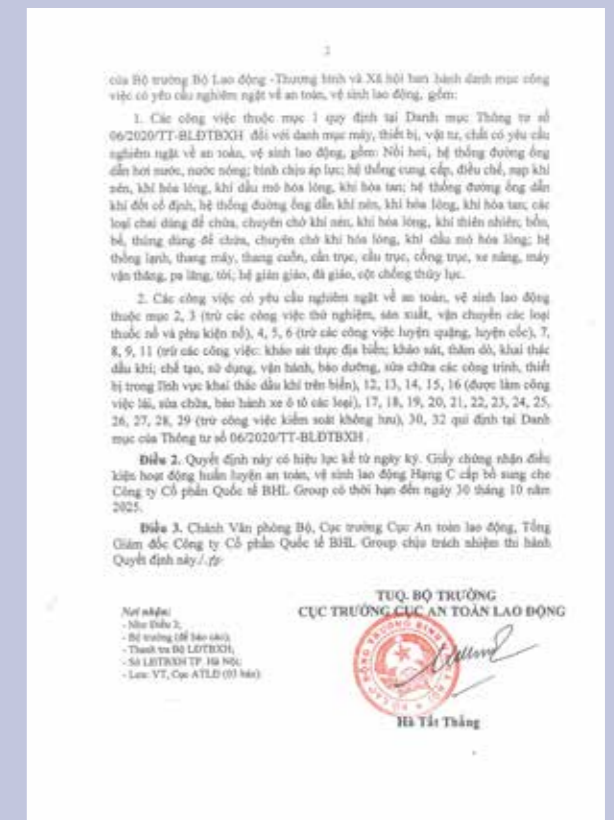 2
của Bộ trưởng Bộ Lao động -Thương binh và Xã hội ban hành danh mục công
việc có yêu cầu nghiêm ngặt về an toàn, vệ sinh lao động, gồm:
1. Các công việc thuộc mục 1 quy định tại Danh mục Thông tư số
06/2020/TT-BLĐTBXH đối với danh mục máy, thiết bị, vật tư, chất có yêu cầu
nghiêm ngặt về an toàn, vệ sinh lao động, gồm: Nồi hơi, hệ thống đường ống
dẫn hơi nước, nước nóng; bình chịu áp lực; hệ thống cung cấp, điều chế, nạp khí
nén, khí hóa lỏng, khí dầu mỏ hóa lỏng, khí hòa tan; hệ thống đường ống dẫn
khí đốt cố định, hệ thống đường ống dẫn khí nén, khí hóa lỏng, khí hòa tan; các
loại chai dùng để chứa, chuyên chở khí nén, khí hóa lỏng, khí thiên nhiên; bồn,
bể, thùng dùng để chứa, chuyên chở khí hóa lỏng, khí dầu mỏ hóa lỏng; hệ
thống lạnh, thang máy, thang cuốn, cần trục, cầu trục, cổng trục, xe nâng, máy
vận thăng, pa lăng, tời; hệ giàn giáo, đà giáo, cột chống thủy lực.
2. Các công việc có yêu cầu nghiêm ngặt về an toàn, vệ sinh lao động
thuộc mục 2, 3 (trừ các công việc thử nghiệm, sản xuất, vận chuyển các loại
thuốc nổ và phụ kiện nổ), 4, 5, 6 (trừ các công việc luyện quặng, luyện cốc), 7,
8, 9, 11 (trừ các công việc: khảo sát thực địa biển; khảo sát, thăm dò, khai thác
dầu khí; chế tạo, sử dụng, vận hành, bảo dưỡng, sửa chữa các công trình, thiết
bị trong lĩnh vực khai thác dầu khí trên biển), 12, 13, 14, 15, 16 (được làm công
việc lái, sửa chữa, bảo hành xe ô tô các loại), 17, 18, 19, 20, 21, 22, 23, 24, 25,
26, 27, 28, 29 (trừ công việc kiểm soát không lưu), 30, 32 qui định tại Danh
mục của Thông tư số 06/2020/TT-BLĐTBXH .
Điều 2. Quyết định này có hiệu lực kể từ ngày ký. Giấy chứng nhận điều
kiện hoạt động huấn luyện an toàn, vệ sinh lao động Hạng C cấp bổ sung cho
Công ty Cổ phần Quốc tế BHL Group có thời hạn đến ngày 30 tháng 10 năm
2025.
Điều 3. Chánh Văn phòng Bộ, Cục trưởng Cục An toàn lao động, Tổng
Giám đốc Công ty Cổ phần Quốc tế BHL Group chịu trách nhiệm thi hành
Quyết định này./.
TUQ. BỘ TRƯỞNG
CỤC TRƯỞNG CỤC AN TOÀN LAO ĐỘNG
Nơi nhận:
- Như Điều 3;
- Bộ trưởng (để báo cáo);
- Thanh tra Bộ LĐTBXH;
- Sở LĐTBXH TP. Hà Nội;
- Lưu: VT, Cục ATLĐ (03 bản).
Hà Tất Thắng